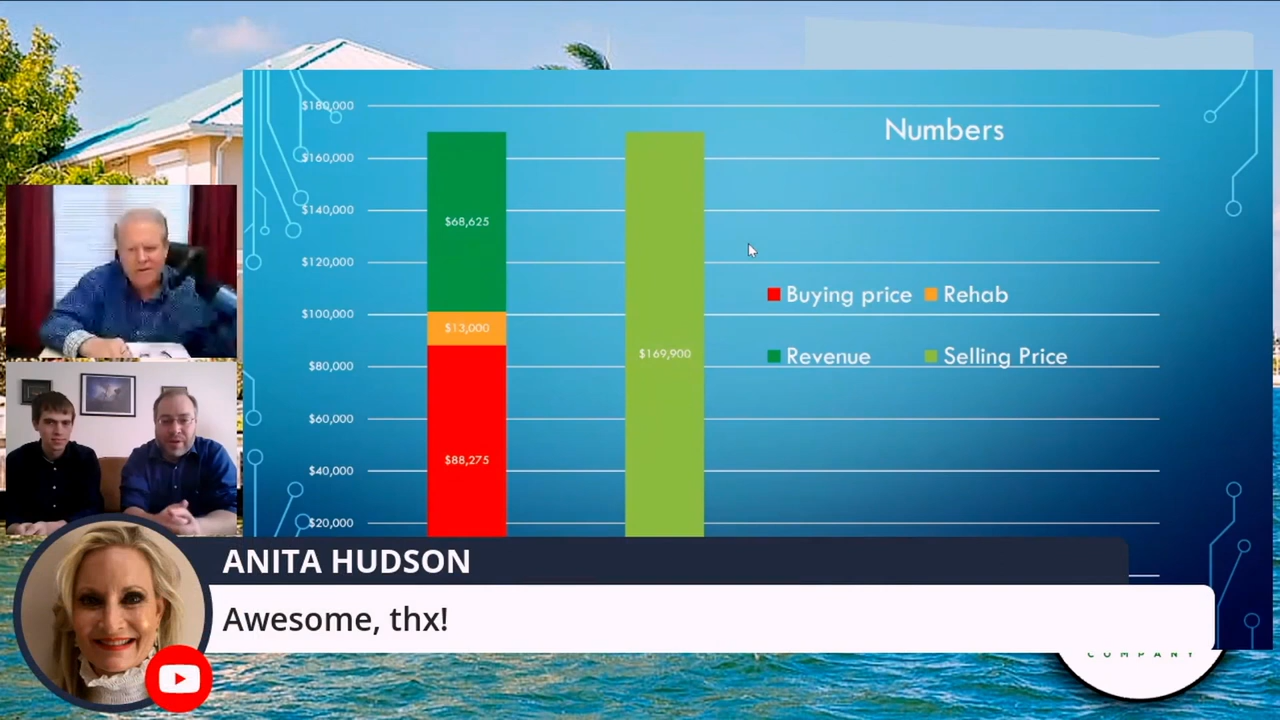 $180,000
Numbers
$160,000
$140,000
$68,625
$120,000
Buying price
Rehab
$100,000
$13,000
$169,900
Revenue
Selling Price
$80,000
$60,000
$88,275
$40,000
$20,000
ANITA HUDSON
Awesome, thx!
COMPANY